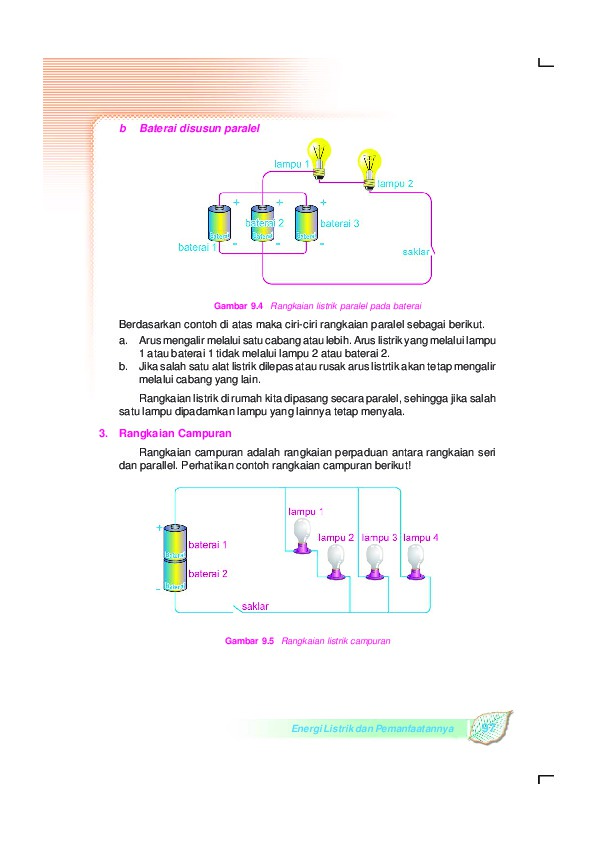 b Baterai disusun paralel
lampu 1
lampu 2
+ + +
baterai 2 baterai 3
Baterai Baterai Baterai
baterai 1 - - -
saklar
Gambar 9.4 Rangkaian listrik paralel pada baterai
Berdasarkan contoh di atas maka ciri-ciri rangkaian paralel sebagai berikut.
a. Arus mengalir melalui satu cabang atau lebih. Arus listrik yang melalui lampu
1 atau baterai 1 tidak melalui lampu 2 atau baterai 2.
b. Jika salah satu alat listrik dilepas atau rusak arus listrtik akan tetap mengalir
melalui cabang yang lain.
Rangkaian listrik di rumah kita dipasang secara paralel, sehingga jika salah
satu lampu dipadamkan lampu yang lainnya tetap menyala.
3. Rangkaian Campuran
Rangkaian campuran adalah rangkaian perpaduan antara rangkaian seri
dan parallel. Perhatikan contoh rangkaian campuran berikut!
lampu 1
+
lampu 2 lampu 3 lampu 4
baterai 1
Baterai
baterai 2
Baterai
-
saklar
Gambar 9.5 Rangkaian listrik campuran
Energi Listrik dan Pemanfaatannya 97